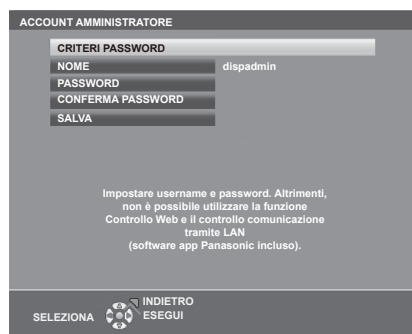 ACCOUNT AMMINISTRATORE
CRITERI PASSWORD
NOME dispadmin
PASSWORD
CONFERMA PASSWORD
SALVA
Impostare username e password. Altrimenti,
non è possibile utilizzare la funzione
Controllo Web e il controllo comunicazione
tramite LAN
(software app Panasonic incluso).
INDIETRO
SELEZIONA ESEGUI